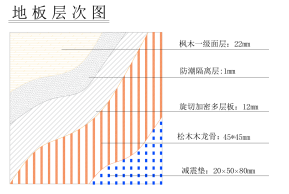 地板层次图
枫木一级面层：22mm
防潮隔离层:1mm
旋切加密多层板：12mm
松木木龙骨：45*45mm
减震垫：20×50×80mm